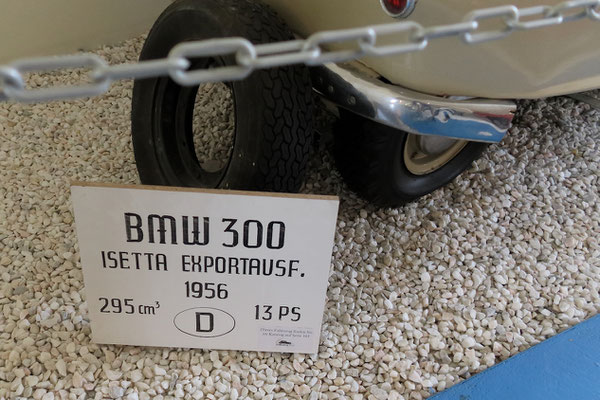 BMW 300
ISETTA EXPORTAUSF.
1956
295 cm³
13 PS
D